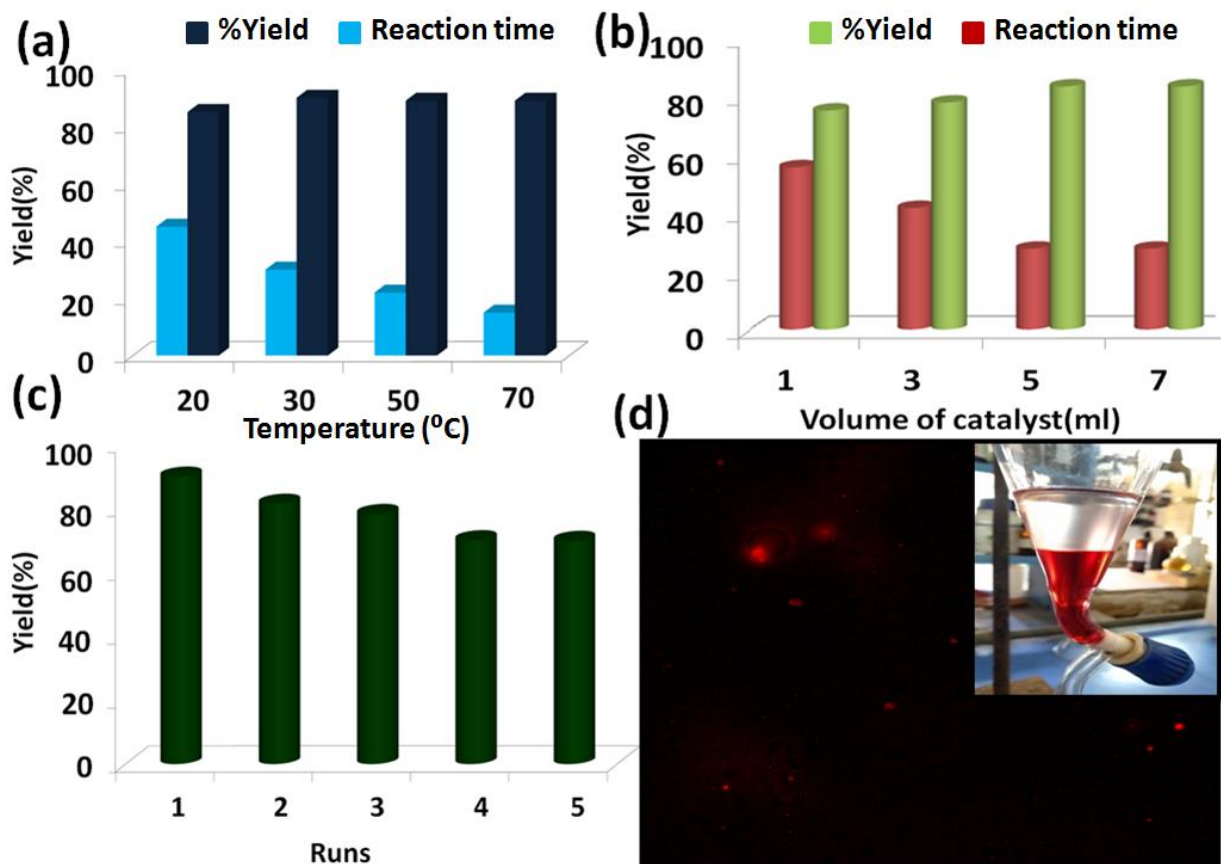 (a)
%Yield Reaction time
Yield(%)
100
80
60
40
20
0
20 30 50 70
Temperature (⁰C)
(b)
%Yield Reaction time
Yield(%)
100
80
60
40
20
0
1 3 5 7
Volume of catalyst(ml)
(c)
Yield(%)
100
80
60
40
20
0
1 2 3 4 5
Runs
(d)